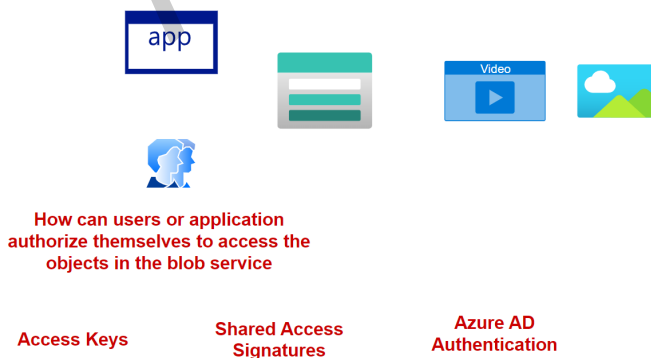 app
Video
How can users or application
authorize themselves to access the
objects in the blob service
Access Keys
Shared Access
Signatures
Azure AD
Authentication